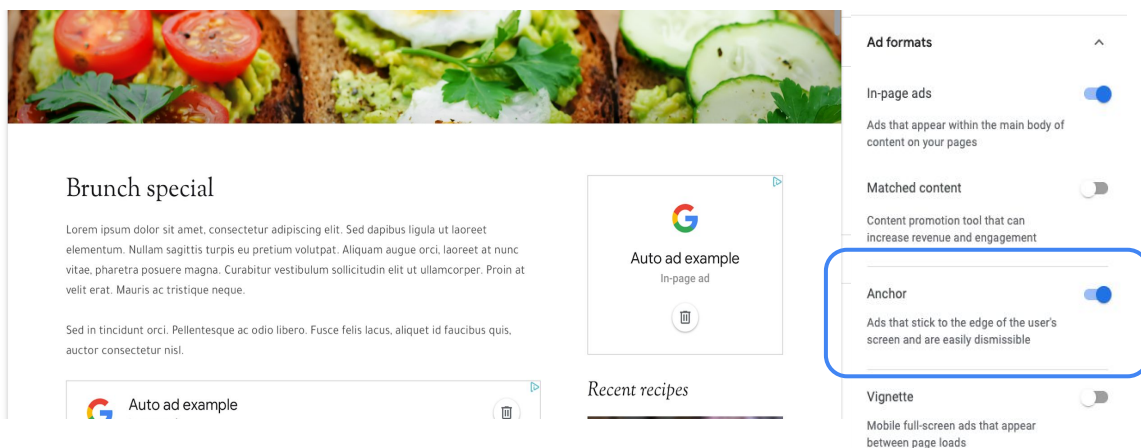 Brunch special
Lorem ipsum dolor sit amet, consectetur adipiscing elit. Sed dapibus ligula ut laoreet
elementum. Nullam sagittis turpis eu pretium volutpat. Aliquam augue orci, laoreet at nunc
vitae, pharetra posuere magna. Curabitur vestibulum sollicitudin elit ut ullamcorper. Proin at
velit erat. Mauris ac tristique neque.
Sed in tincidunt orci. Pellentesque ac odio libero. Fusce felis lacus, aliquet id faucibus quis,
auctor consectetur nisl.
Auto ad example
G
Auto ad example
In-page ad
Recent recipes
Ad formats
In-page ads
Ads that appear within the main body of
content on your pages
Matched content
Content promotion tool that can
increase revenue and engagement
Anchor
Ads that stick to the edge of the user's
screen and are easily dismissible
Vignette
Mobile full-screen ads that appear
between page loads